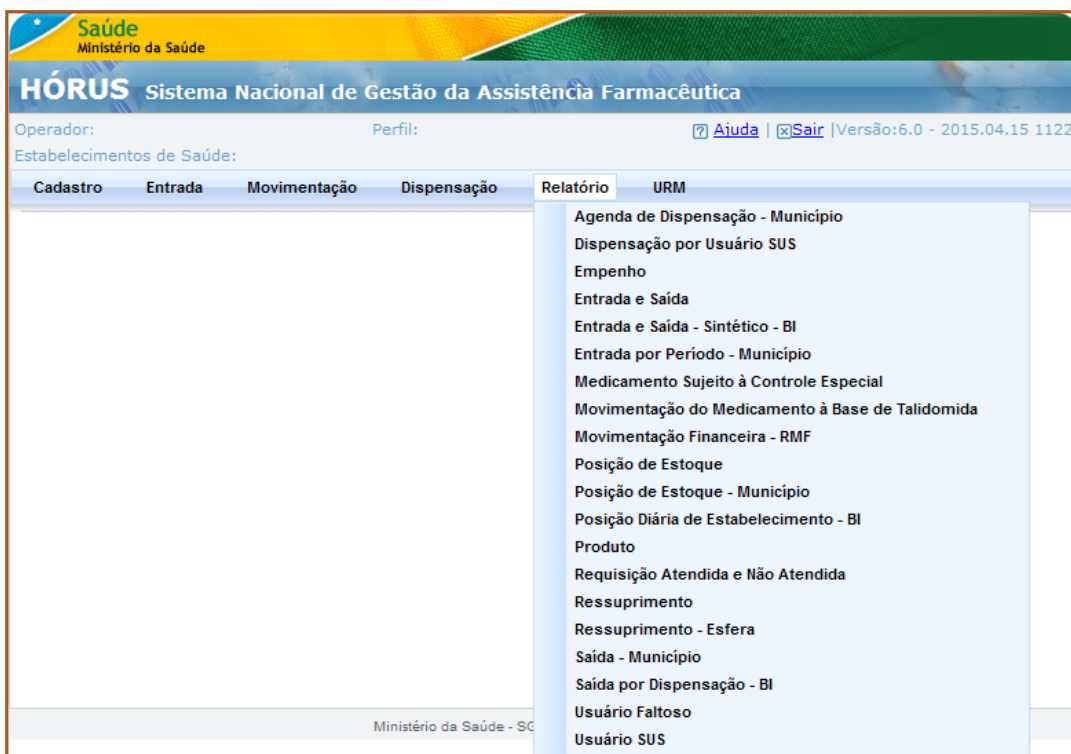 Saúde
Ministério da Saúde
HÓRUS Sistema Nacional de Gestão da Assistência Farmacêutica
Operador: Perfil: Ajuda | Sair |Versão:6.0 - 2015.04.15 1122
Estabelecimentos de Saúde:
Cadastro Entrada Movimentação Dispensação Relatório URM
Agenda de Dispensação - Município
Dispensação por Usuário SUS
Empenho
Entrada e Saída
Entrada e Saída - Sintético - BI
Entrada por Período - Município
Medicamento Sujeito à Controle Especial
Movimentação do Medicamento à Base de Talidomida
Movimentação Financeira - RMF
Posição de Estoque
Posição de Estoque - Município
Posição Diária de Estabelecimento - BI
Produto
Requisição Atendida e Não Atendida
Ressuprimento
Ressuprimento - Esfera
Saída - Município
Saída por Dispensação - BI
Usuário Faltoso
Ministério da Saúde - SG
Usuário SUS